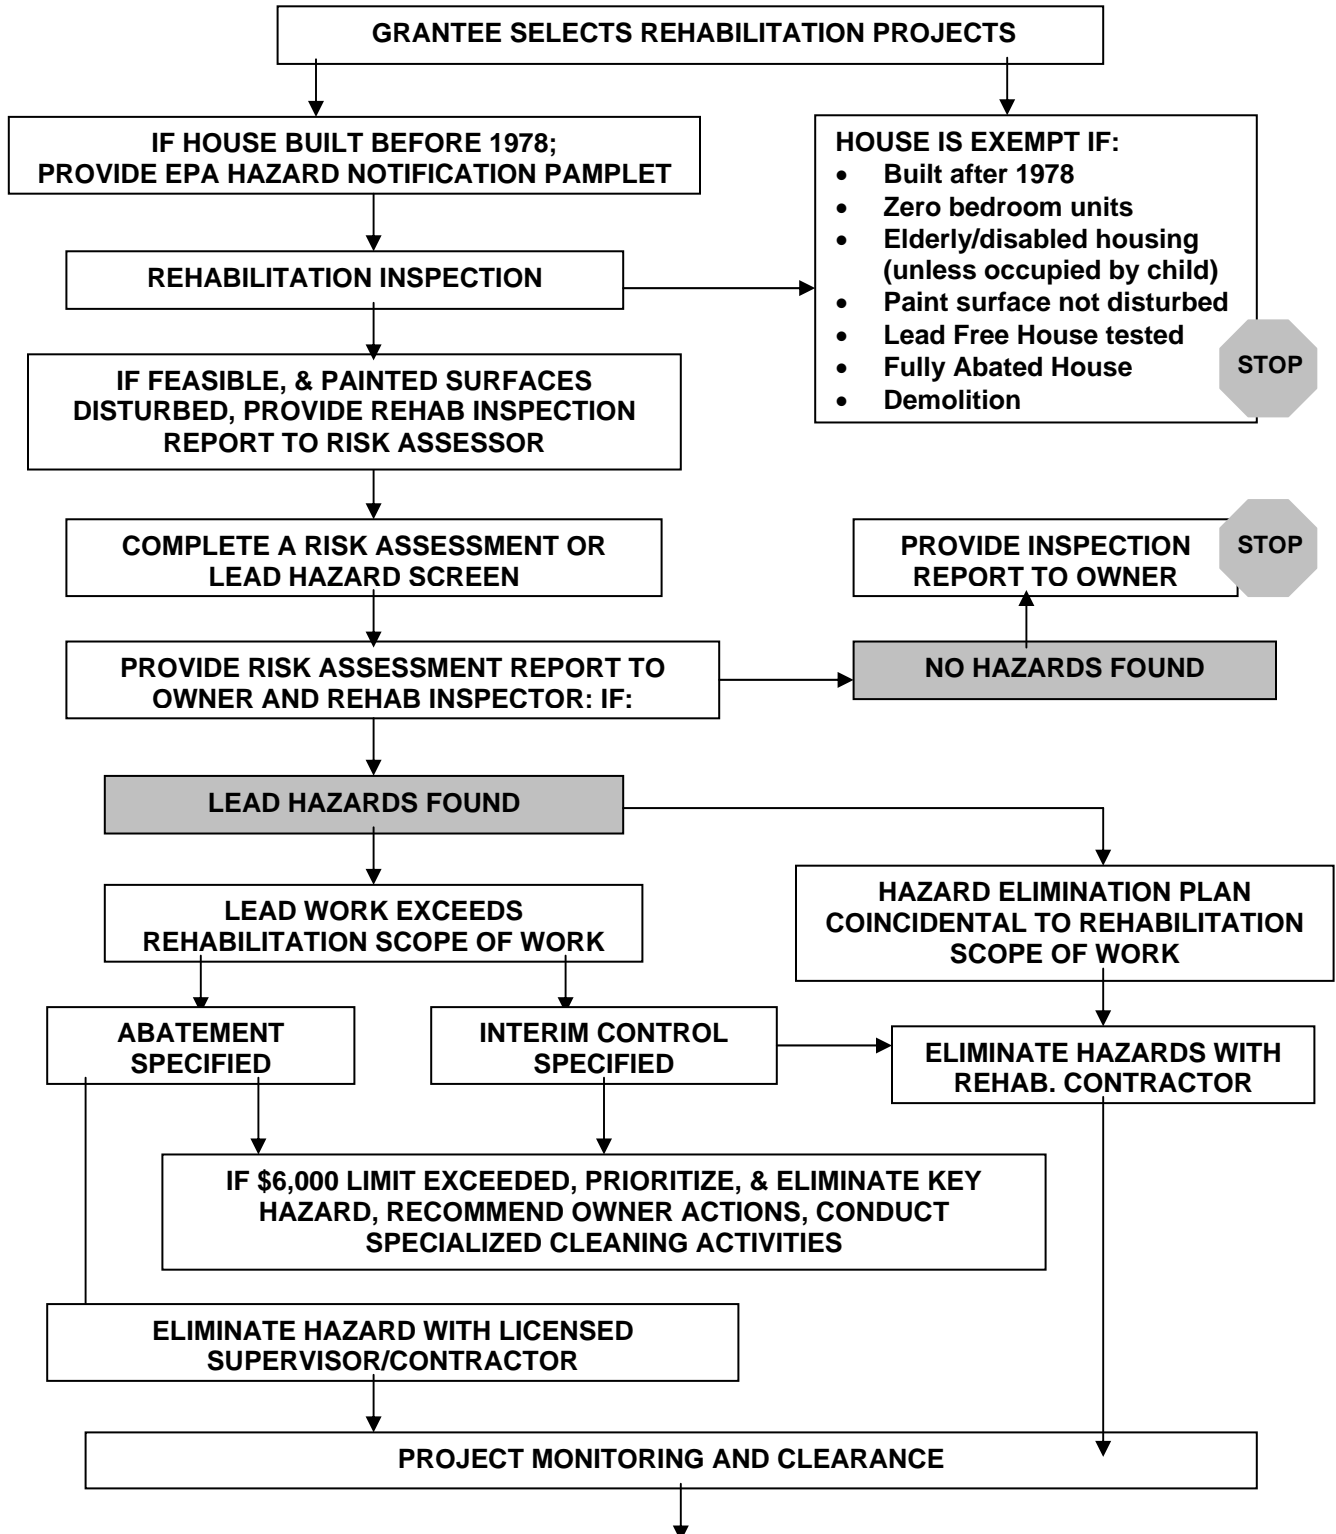 GRANTEE SELECTS REHABILITATION PROJECTS
IF HOUSE BUILT BEFORE 1978;
PROVIDE EPA HAZARD NOTIFICATION PAMPLET
HOUSE IS EXEMPT IF:
• Built after 1978
• Zero bedroom units
• Elderly/disabled housing
(unless occupied by child)
• Paint surface not disturbed
• Lead Free House tested
• Fully Abated House
• Demolition
STOP
REHABILITATION INSPECTION
IF FEASIBLE, & PAINTED SURFACES
DISTURBED, PROVIDE REHAB INSPECTION
REPORT TO RISK ASSESSOR
COMPLETE A RISK ASSESSMENT OR
LEAD HAZARD SCREEN
PROVIDE INSPECTION
REPORT TO OWNER
STOP
PROVIDE RISK ASSESSMENT REPORT TO
OWNER AND REHAB INSPECTOR: IF:
NO HAZARDS FOUND
LEAD HAZARDS FOUND
LEAD WORK EXCEEDS
REHABILITATION SCOPE OF WORK
HAZARD ELIMINATION PLAN
COINCIDENTAL TO REHABILITATION
SCOPE OF WORK
ABATEMENT
SPECIFIED
INTERIM CONTROL
SPECIFIED
ELIMINATE HAZARDS WITH
REHAB. CONTRACTOR
IF $6,000 LIMIT EXCEEDED, PRIORITIZE, & ELIMINATE KEY
HAZARD, RECOMMEND OWNER ACTIONS, CONDUCT
SPECIALIZED CLEANING ACTIVITIES
ELIMINATE HAZARD WITH LICENSED
SUPERVISOR/CONTRACTOR
PROJECT MONITORING AND CLEARANCE